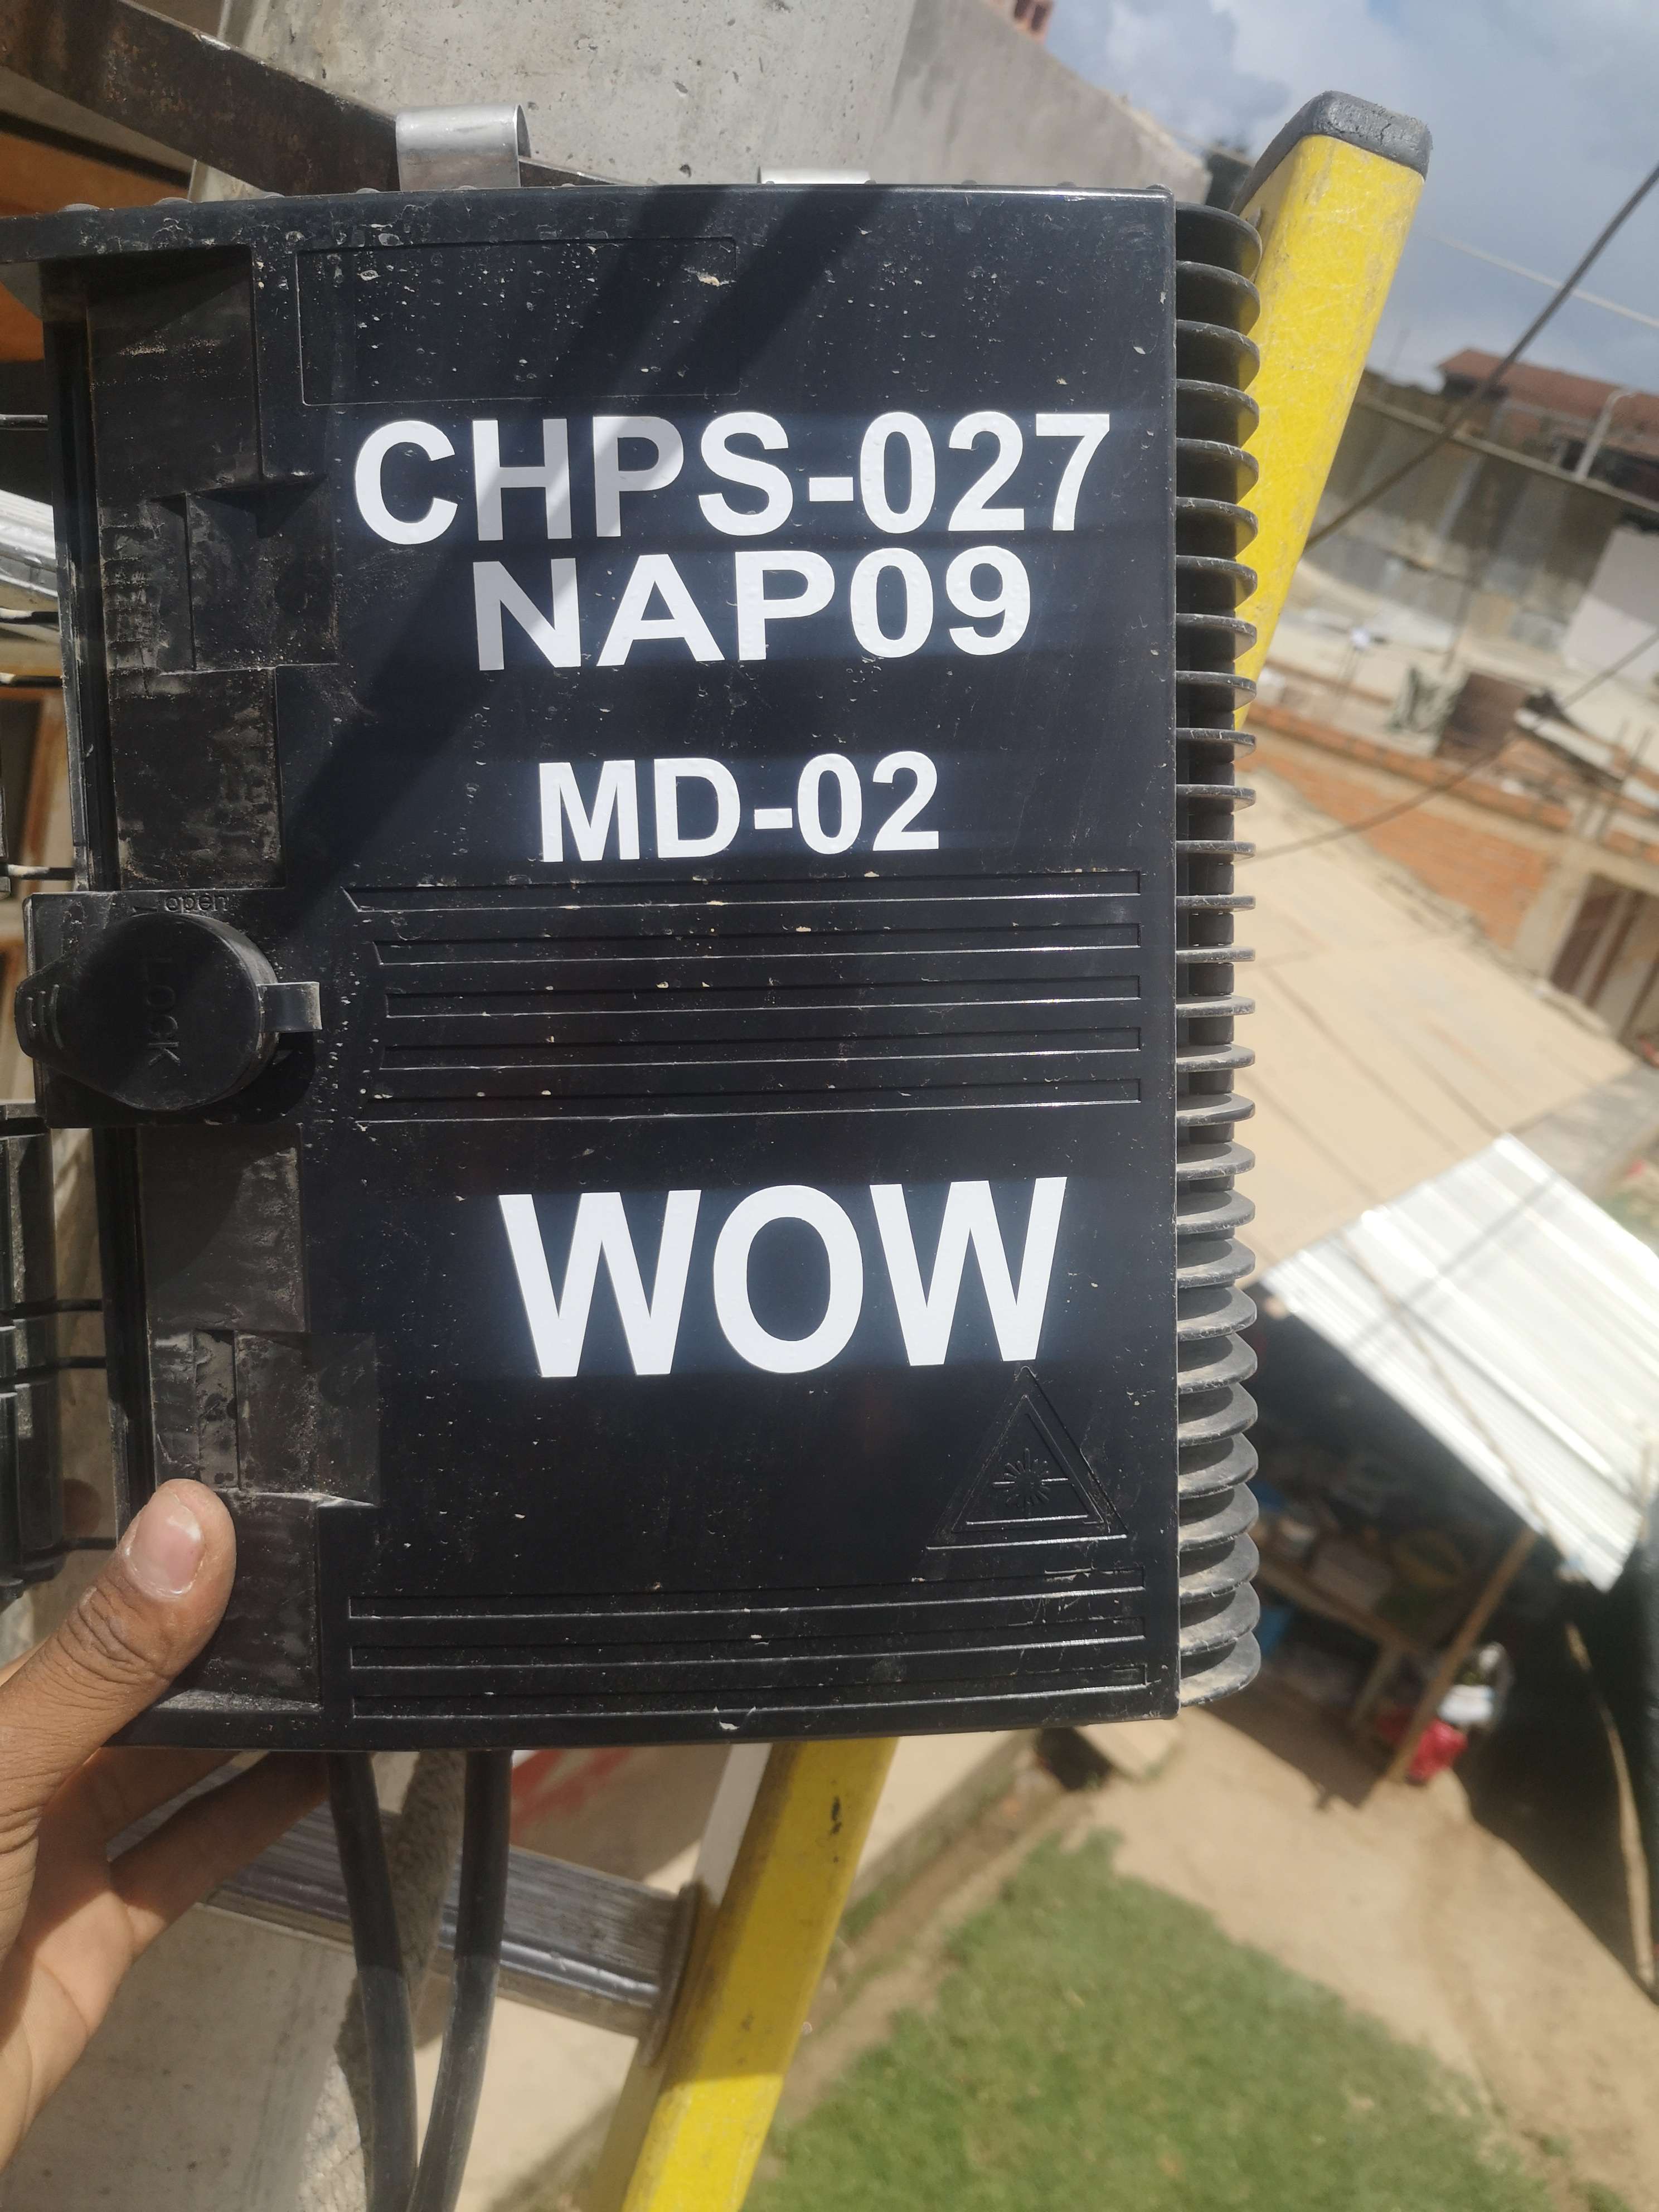 CHPS-027
NAP09
MD-02
open
LOCK
WOW